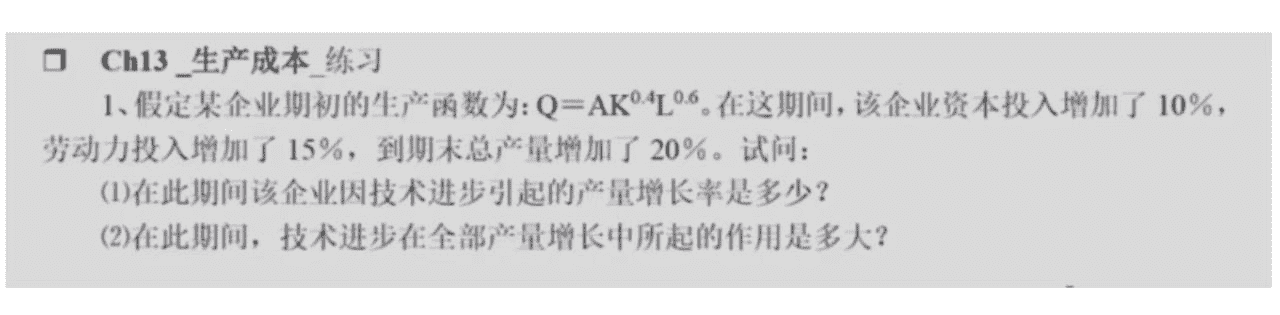 ❐ Ch13 _生产成本_练习
1、假定某企业期初的生产函数为:Q=AK^0.4L^0.6。在这期间,该企业资本投入增加了 10%,
劳动力投入增加了 15%,到期末总产量增加了 20%。试问:
⑴在此期间该企业因技术进步引起的产量增长率是多少?
⑵在此期间,技术进步在全部产量增长中所起的作用是多大?